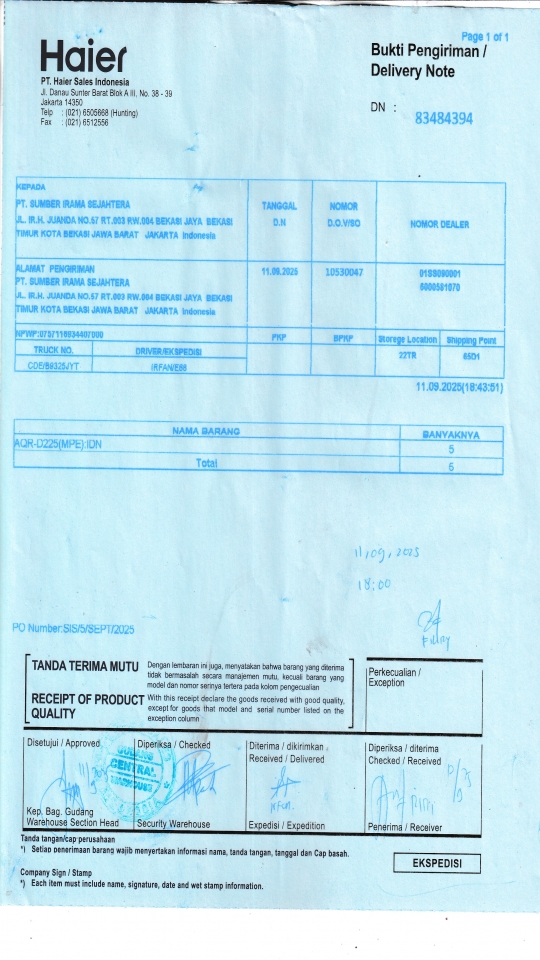 Page 1 of 1
Haier
Bukti Pengiriman /
Delivery Note
PT. Haier Sales Indonesia
Jl. Danau Sunter Barat Blok A III, No. 38 - 39
Jakarta 14350
Telp : (021) 6505668 (Hunting)
Fax : (021) 6512556
DN : 83484394
KEPADA
PT. SUMBER IRAMA SEJAHTERA
JL. IR.H. JUANDA NO.57 RT.003 RW.004 BEKASI JAYA BEKASI
TIMUR KOTA BEKASI JAWA BARAT JAKARTA Indonesia
TANGGAL
D.N
NOMOR
D.O.V/SO
NOMOR DEALER
ALAMAT PENGIRIMAN
PT. SUMBER IRAMA SEJAHTERA
JL. IR.H. JUANDA NO.57 RT.003 RW.004 BEKASI JAYA BEKASI
TIMUR KOTA BEKASI JAWA BARAT JAKARTA Indonesia
11.09.2025
10530047
PKP
BPKP
Storege Location
Shipping Point
TRUCK NO.
DRIVER/EKSPEDISI
22TR
65D1
11.09.2025(18:43:51)
NAMA BARANG
BANYAKNYA
AQR-D225(MPE):IDN
5
Total
11,09,2025
18:00
PO Number:SIS/5/SEPT/2025
TANDA TERIMA MUTU
Dengan lembaran ini juga, menyatakan bahwa barang yang diterima
tidak bermasalah secara manajemen mutu, kecuali barang yang
model dan nomor serinya tertera pada kolom pengecualian
RECEIPT OF PRODUCT
QUALITY
With this receipt declare the goods received with good quality,
except for goods that model and serial number listed on the
exception column
Perkecualian /
Exception
Disetujui / Approved
Diperiksa / Checked
Diterima / dikirimkan
Received / Delivered
Diperiksa / diterima
Checked / Received
GUDANG
CENTRAL
Kep. Bag. Gudang
Warehouse Section Head
Security Warehouse
Expedisi / Expedition
Penerima / Receiver
Tanda tangan/cap perusahaan
*) Setiap penerimaan barang wajib menyertakan informasi nama, tanda tangan, tanggal dan Cap basah.
EKSPEDISI
Company Sign / Stamp
*) Each item must include name, signature, date and wet stamp information.